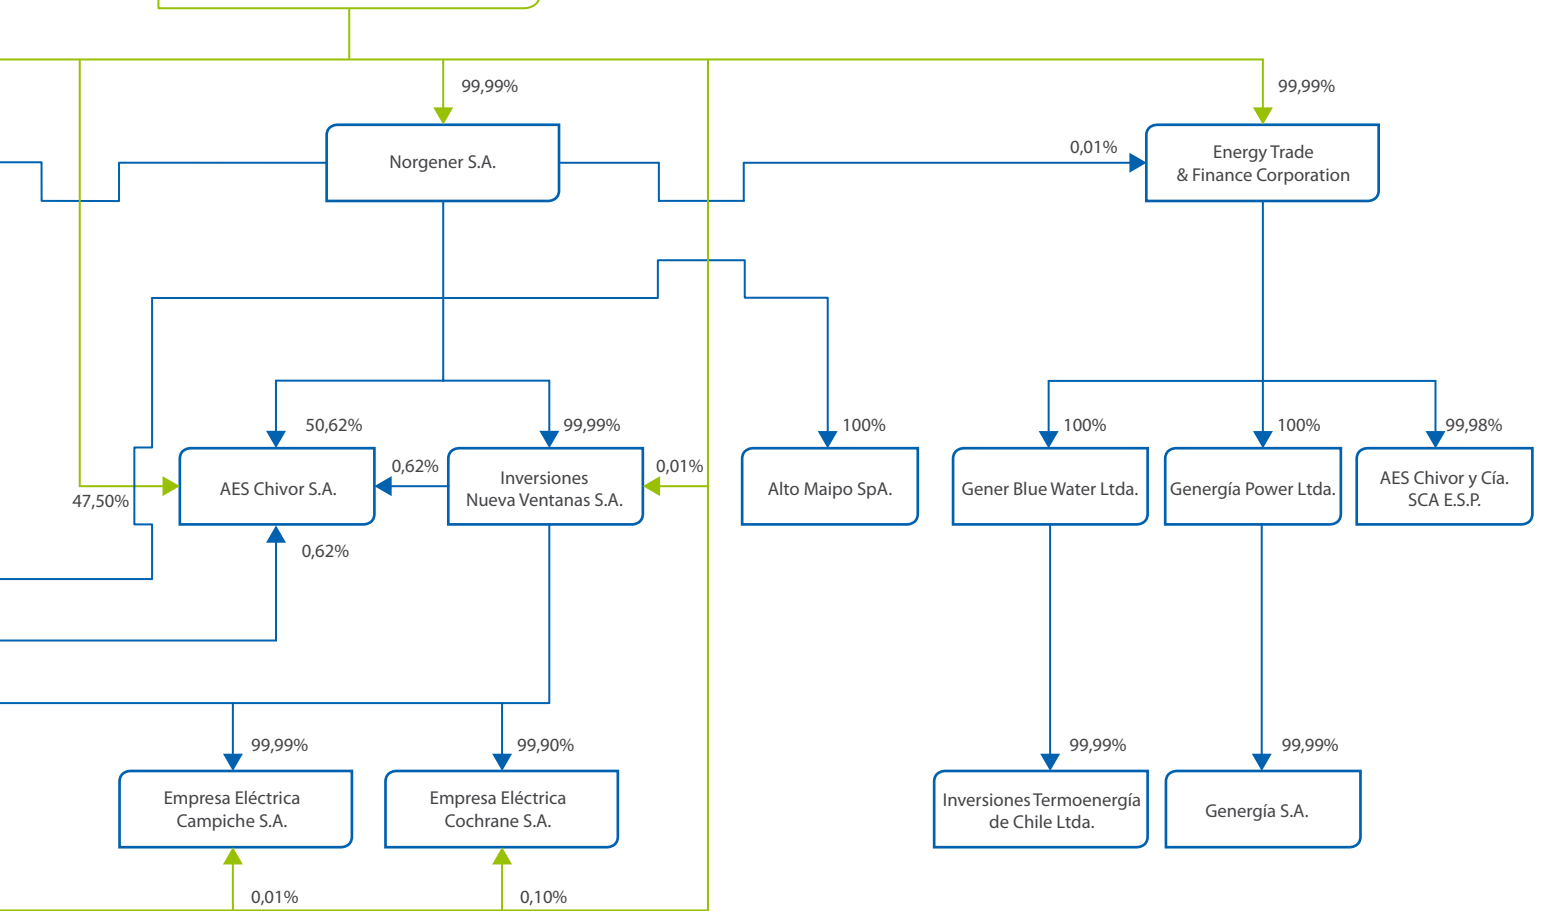 99,99%
99,99%
Norgener S.A.
0,01%
Energy Trade
& Finance Corporation
50,62%
99,99%
100%
100%
100%
99,98%
47,50%
AES Chivor S.A.
0,62%
Inversiones
Nueva Ventanas S.A.
0,01%
Alto Maipo SpA.
Gener Blue Water Ltda.
Genergía Power Ltda.
AES Chivor y Cía.
SCA E.S.P.
0,62%
99,99%
99,90%
99,99%
99,99%
Empresa Eléctrica
Campiche S.A.
Empresa Eléctrica
Cochrane S.A.
Inversiones Termoenergía
de Chile Ltda.
Genergía S.A.
0,01%
0,10%